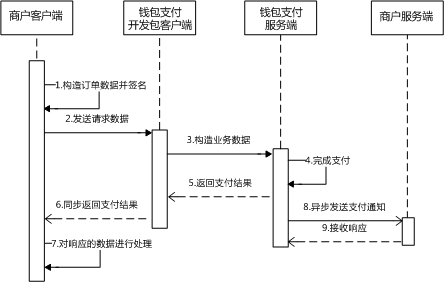 商户客户端
钱包支付
开发包客户端
钱包支付
服务端
商户服务端
1.构造订单数据并签名
2.发送请求数据
3.构造业务数据
4.完成支付
5.返回支付结果
6.同步返回支付结果
8.异步发送支付通知
9.接收响应
7.对响应的数据进行处理